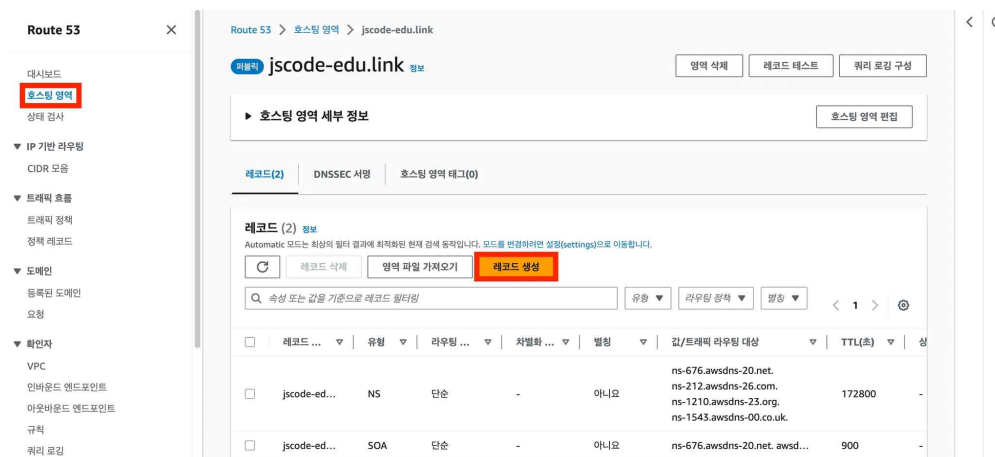 Route 53
대시보드
호스팅 영역
상태 검사
IP 기반 라우팅
CIDR 모음
트래픽 흐름
트래픽 정책
정책 레코드
도메인
등록된 도메인
요청
확인자
VPC
인바운드 엔드포인트
아웃바운드 엔드포인트
규칙
쿼리 로깅
Route 53 > 호스팅 영역 > jscode-edu.link
퍼블릭 jscode-edu.link 정보
영역 삭제 레코드 테스트 쿼리 로깅 구성
호스팅 영역 세부 정보 호스팅 영역 편집
레코드(2) DNSSEC 서명 호스팅 영역 태그(0)
레코드 (2) 정보
Automatic 모드는 최상의 필터 결과에 최적화된 현재 검색 동작입니다. 모드를 변경하려면 설정(settings)으로 이동합니다.
레코드 삭제 영역 파일 가져오기 레코드 생성
속성 또는 값을 기준으로 레코드 필터링 유형 라우팅 정책 별칭 < 1 >
레코드 ... 유형 라우팅 ... 차별화 ... 별칭 값/트래픽 라우팅 대상 TTL(초) 상
jscode-ed... NS 단순 - 아니요 ns-676.awsdns-20.net.
ns-212.awsdns-26.com.
ns-1210.awsdns-23.org.
ns-1543.awsdns-00.co.uk. 172800 -
jscode-ed... SOA 단순 - 아니요 ns-676.awsdns-20.net. awsd... 900 -